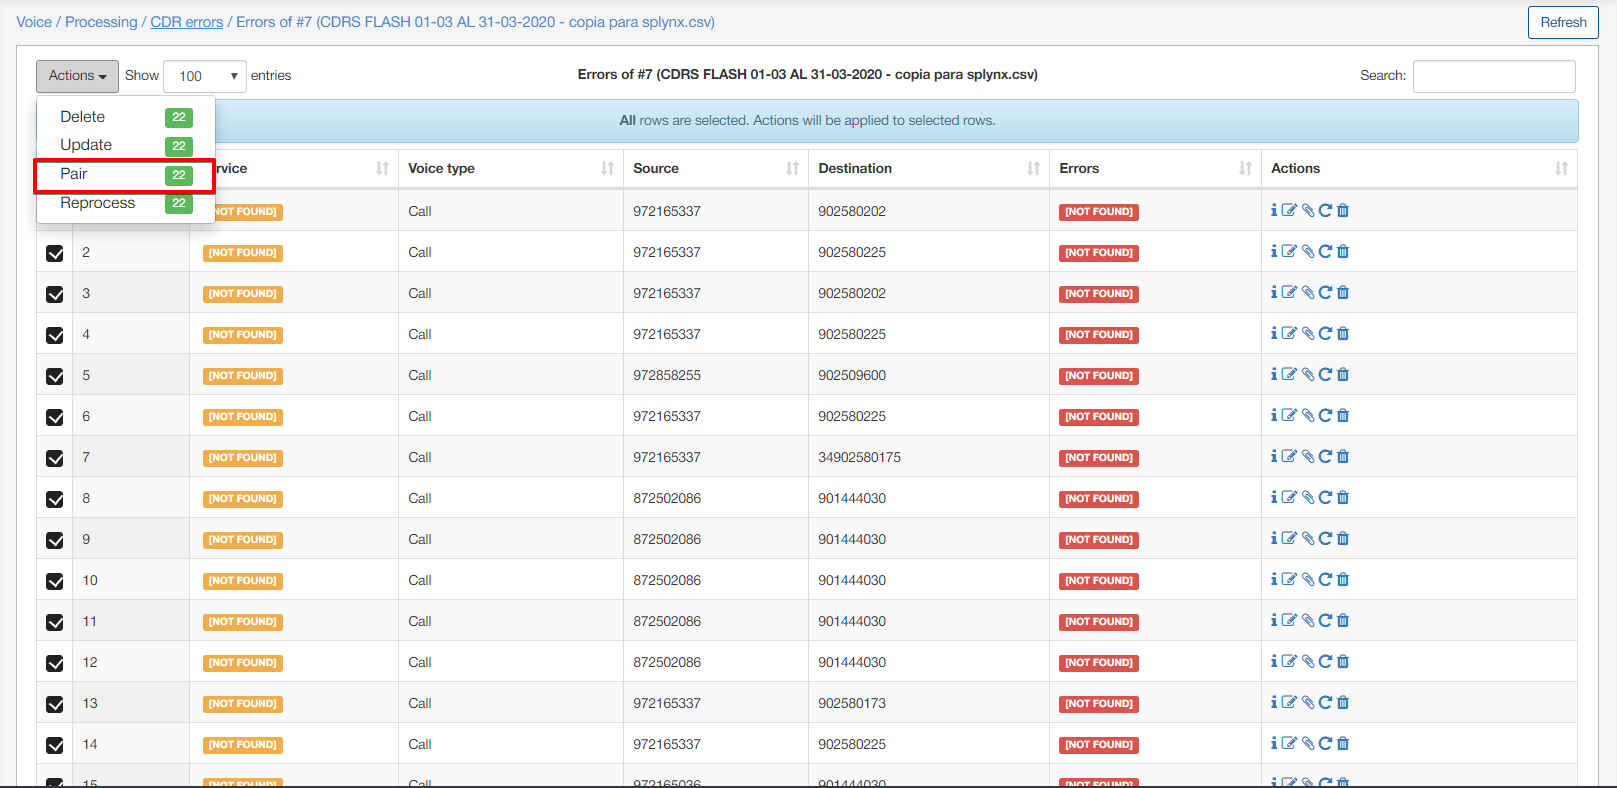 Voice / Processing / CDR errors / Errors of #7 (CDRS FLASH 01-03 AL 31-03-2020 - copia para splynx.csv)
Refresh
Actions Show 100 entries
Errors of #7 (CDRS FLASH 01-03 AL 31-03-2020 - copia para splynx.csv)
Search:
Delete 22
Update 22
Pair 22
Reprocess 22
All rows are selected. Actions will be applied to selected rows.
rvice Voice type Source Destination Errors Actions
NOT FOUND] Call 972165337 902580202 [NOT FOUND]
2 [NOT FOUND] Call 972165337 902580225 [NOT FOUND]
3 [NOT FOUND] Call 972165337 902580202 [NOT FOUND]
4 [NOT FOUND] Call 972165337 902580225 [NOT FOUND]
5 [NOT FOUND] Call 972858255 902509600 [NOT FOUND]
6 [NOT FOUND] Call 972165337 902580225 [NOT FOUND]
7 [NOT FOUND] Call 972165337 34902580175 [NOT FOUND]
8 [NOT FOUND] Call 872502086 901444030 [NOT FOUND]
9 [NOT FOUND] Call 872502086 901444030 [NOT FOUND]
10 [NOT FOUND] Call 872502086 901444030 [NOT FOUND]
11 [NOT FOUND] Call 872502086 901444030 [NOT FOUND]
12 [NOT FOUND] Call 872502086 901444030 [NOT FOUND]
13 [NOT FOUND] Call 972165337 902580173 [NOT FOUND]
14 [NOT FOUND] Call 972165337 902580225 [NOT FOUND]
15 [NOT FOUND] Call 972165036 901444030 [NOT FOUND]